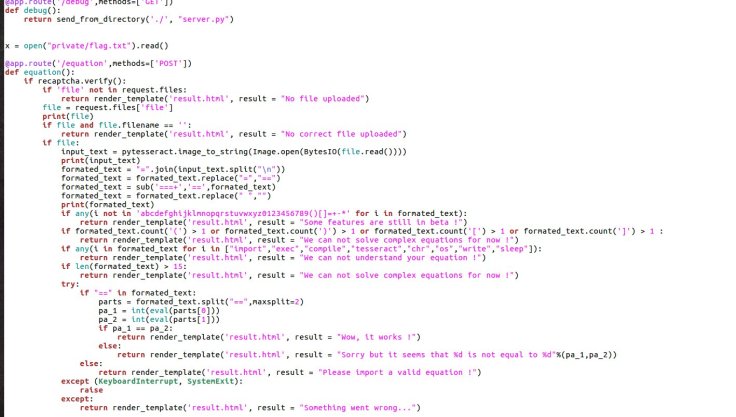 @app.route('/debug',methods=['GET'])
def debug():
    return send_from_directory('./', "server.py")
x = open("private/flag.txt").read()
@app.route('/equation',methods=['POST'])
def equation():
    if recaptcha.verify():
        if 'file' not in request.files:
            return render_template('result.html', result = "No file uploaded")
        file = request.files['file']
        print(file)
        if file and file.filename == '':
            return render_template('result.html', result = "No correct file uploaded")
        if file:
            input_text = pytesseract.image_to_string(Image.open(BytesIO(file.read())))
            print(input_text)
            formated_text = "=".join(input_text.split("\n"))
            formated_text = formated_text.replace("=","==")
            formated_text = sub('===+','==',formated_text)
            formated_text = formated_text.replace(" ","")
            print(formated_text)
            if any(i not in 'abcdefghijklmnopqrstuvwxyz0123456789()[]=+-*' for i in formated_text):
                return render_template('result.html', result = "Some features are still in beta !")
            if formated_text.count('(') > 1 or formated_text.count(')') > 1 or formated_text.count('[') > 1 or formated_text.count(']') > 1 :
                return render_template('result.html', result = "We can not solve complex equations for now !")
            if any(i in formated_text for i in ["import","exec","compile","tesseract","chr","os","write","sleep"]):
                return render_template('result.html', result = "We can not understand your equation !")
            if len(formated_text) > 15:
                return render_template('result.html', result = "We can not solve complex equations for now !")
            try:
                if "==" in formated_text:
                    parts = formated_text.split("==",maxsplit=2)
                    pa_1 = int(eval(parts[0]))
                    pa_2 = int(eval(parts[1]))
                    if pa_1 == pa_2:
                        return render_template('result.html', result = "Wow, it works !")
                    else:
                        return render_template('result.html', result = "Sorry but it seems that %d is not equal to %d"%(pa_1,pa_2))
                else:
                    return render_template('result.html', result = "Please import a valid equation !")
            except (KeyboardInterrupt, SystemExit):
                raise
            except:
                return render_template('result.html', result = "Something went wrong...")